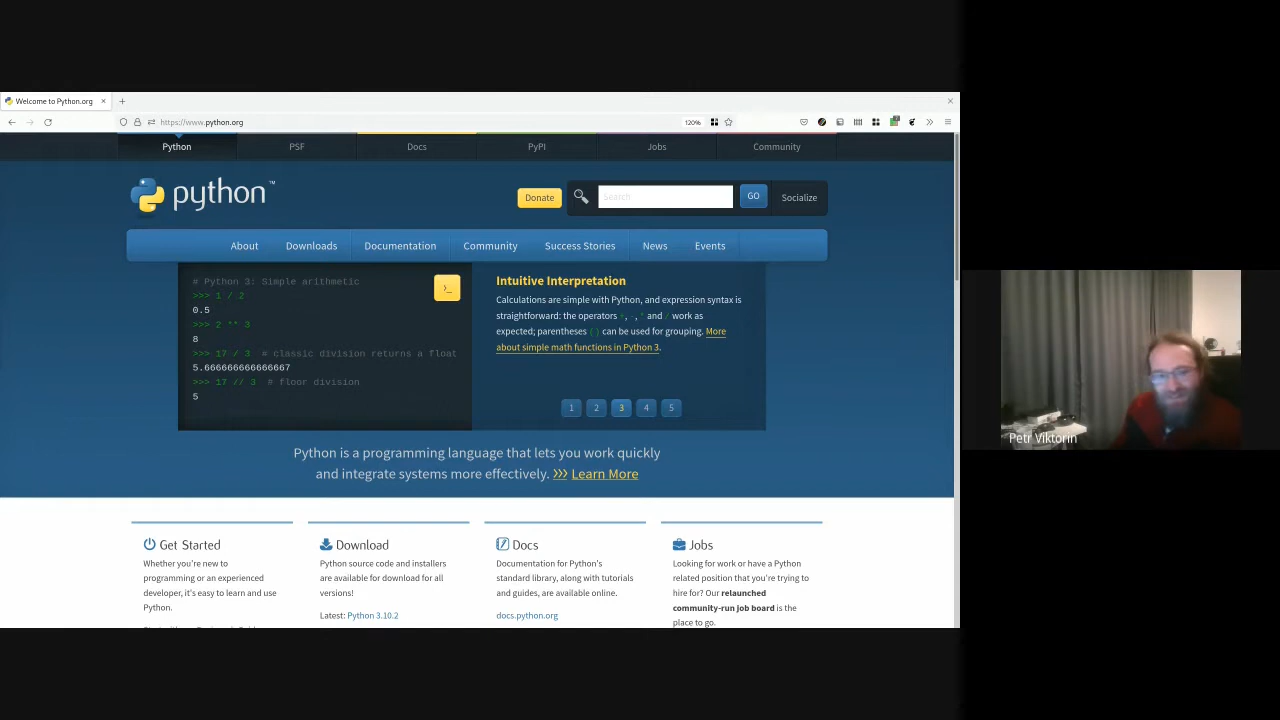 Welcome to Python.org
https://www.python.org
120%
Python
PSF
Docs
PyPI
Jobs
Community
python™
Donate
Search
GO
Socialize
About
Downloads
Documentation
Community
Success Stories
News
Events
# Python 3: Simple arithmetic
>>> 1 / 2
0.5
>>> 2 ** 3
8
>>> 17 / 3  # classic division returns a float
5.666666666666667
>>> 17 // 3  # floor division
5
>_
Intuitive Interpretation
Calculations are simple with Python, and expression syntax is
straightforward: the operators +, -, * and / work as
expected; parentheses () can be used for grouping. More
about simple math functions in Python 3.
1
2
3
4
5
Python is a programming language that lets you work quickly
and integrate systems more effectively. >>> Learn More
Get Started
Whether you're new to
programming or an experienced
developer, it's easy to learn and use
Python.
Download
Python source code and installers
are available for download for all
versions!
Latest: Python 3.10.2
Docs
Documentation for Python's
standard library, along with tutorials
and guides, are available online.
docs.python.org
Jobs
Looking for work or have a Python
related position that you're trying to
hire for? Our relaunched
community-run job board is the
place to go.
Petr Viktorin